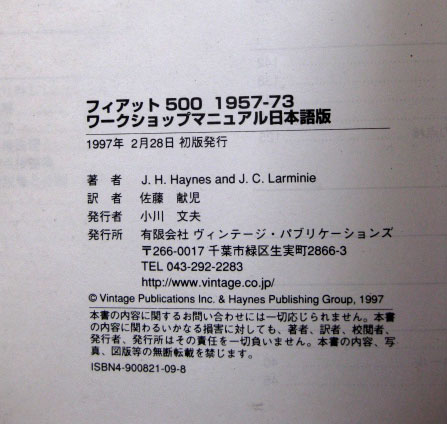 フィアット500 1957-73
ワークショップマニュアル日本語版
1997年 2月28日 初版発行
著 者 J. H. Haynes and J. C. Larminie
訳 者 佐藤 献児
発行者 小川 文夫
発行所 有限会社 ヴィンテージ・パブリケーションズ
〒266-0017 千葉市緑区生実町2866-3
TEL 043-292-2283
http://www.vintage.co.jp/
© Vintage Publications Inc. & Haynes Publishing Group, 1997
本書の内容に関するお問い合わせには一切応じられません。本書
の内容に関わるいかなる損害に対しても、著者、訳者、校閲者、
発行者、発行所はその責任を一切負いません。本書の内容、写
真、図版等の無断転載を禁じます。
ISBN4-900821-09-8